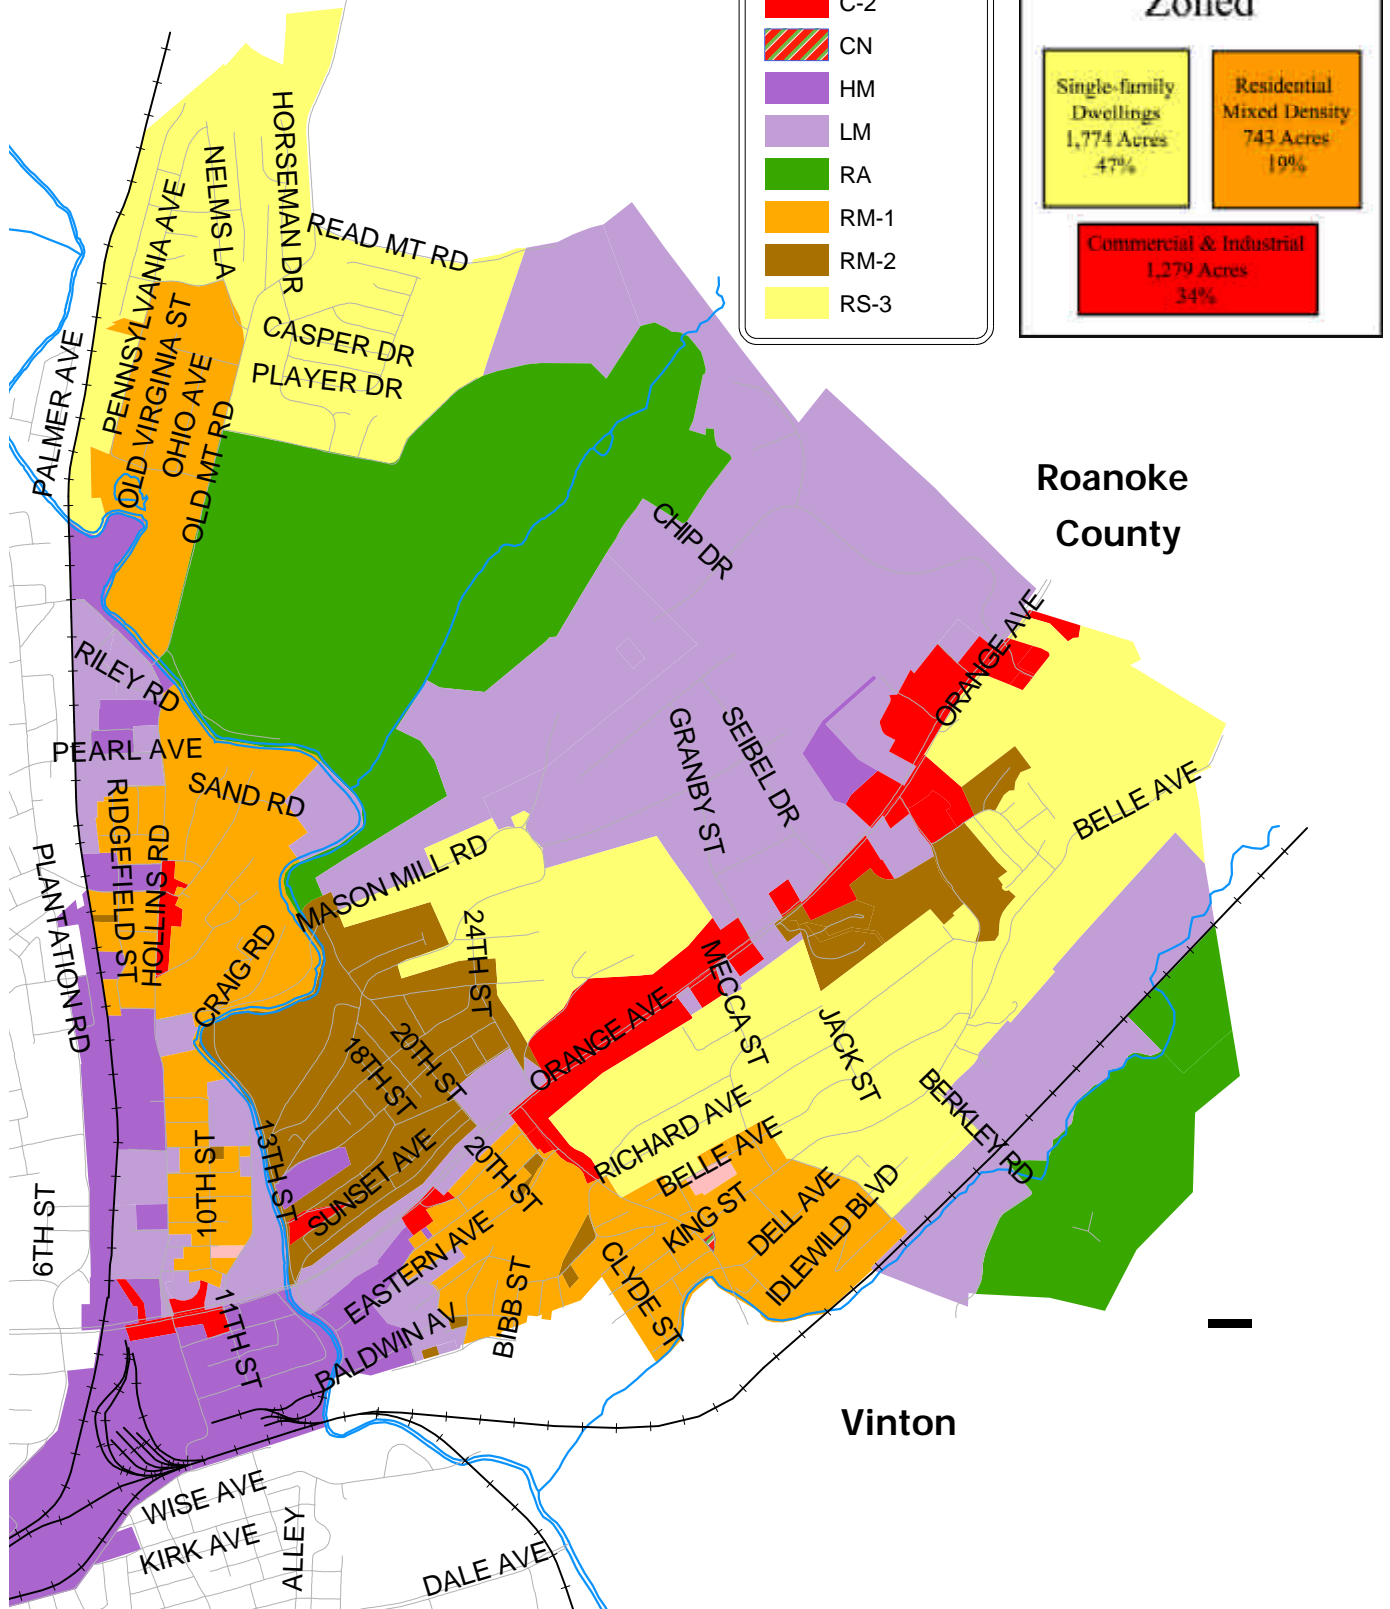 C-2
CN
HM
LM
RA
RM-1
RM-2
RS-3
Zoned
Single-family
Dwellings
1,774 Acres
47%
Residential
Mixed Density
743 Acres
19%
Commercial & Industrial
1,279 Acres
34%
HORSEMAN DR
NELMS LA
READ MT RD
PENNSYLVANIA AVE
OLD VIRGINIA ST
OHIO AVE
OLD MT RD
CASPER DR
PLAYER DR
PALMER AVE
Roanoke
County
CHIP DR
ORANGE AVE
RILEY RD
PEARL AVE
SAND RD
RIDGEFIELD ST
HOLLINS RD
PLANTATION RD
CRAIG RD
MASON MILL RD
GRANBY ST
SEIBEL DR
BELLE AVE
24TH ST
20TH ST
18TH ST
ORANGE AVE
MECCA ST
JACK ST
BERKLEY RD
RICHARD AVE
BELLE AVE
KING ST
DELL AVE
IDLEWILD BLVD
CLYDE ST
20TH ST
SUNSET AVE
13TH ST
10TH ST
6TH ST
EASTERN AVE
BIBB ST
BALDWIN AV
11TH ST
Vinton
WISE AVE
KIRK AVE
ALLEY
DALE AVE